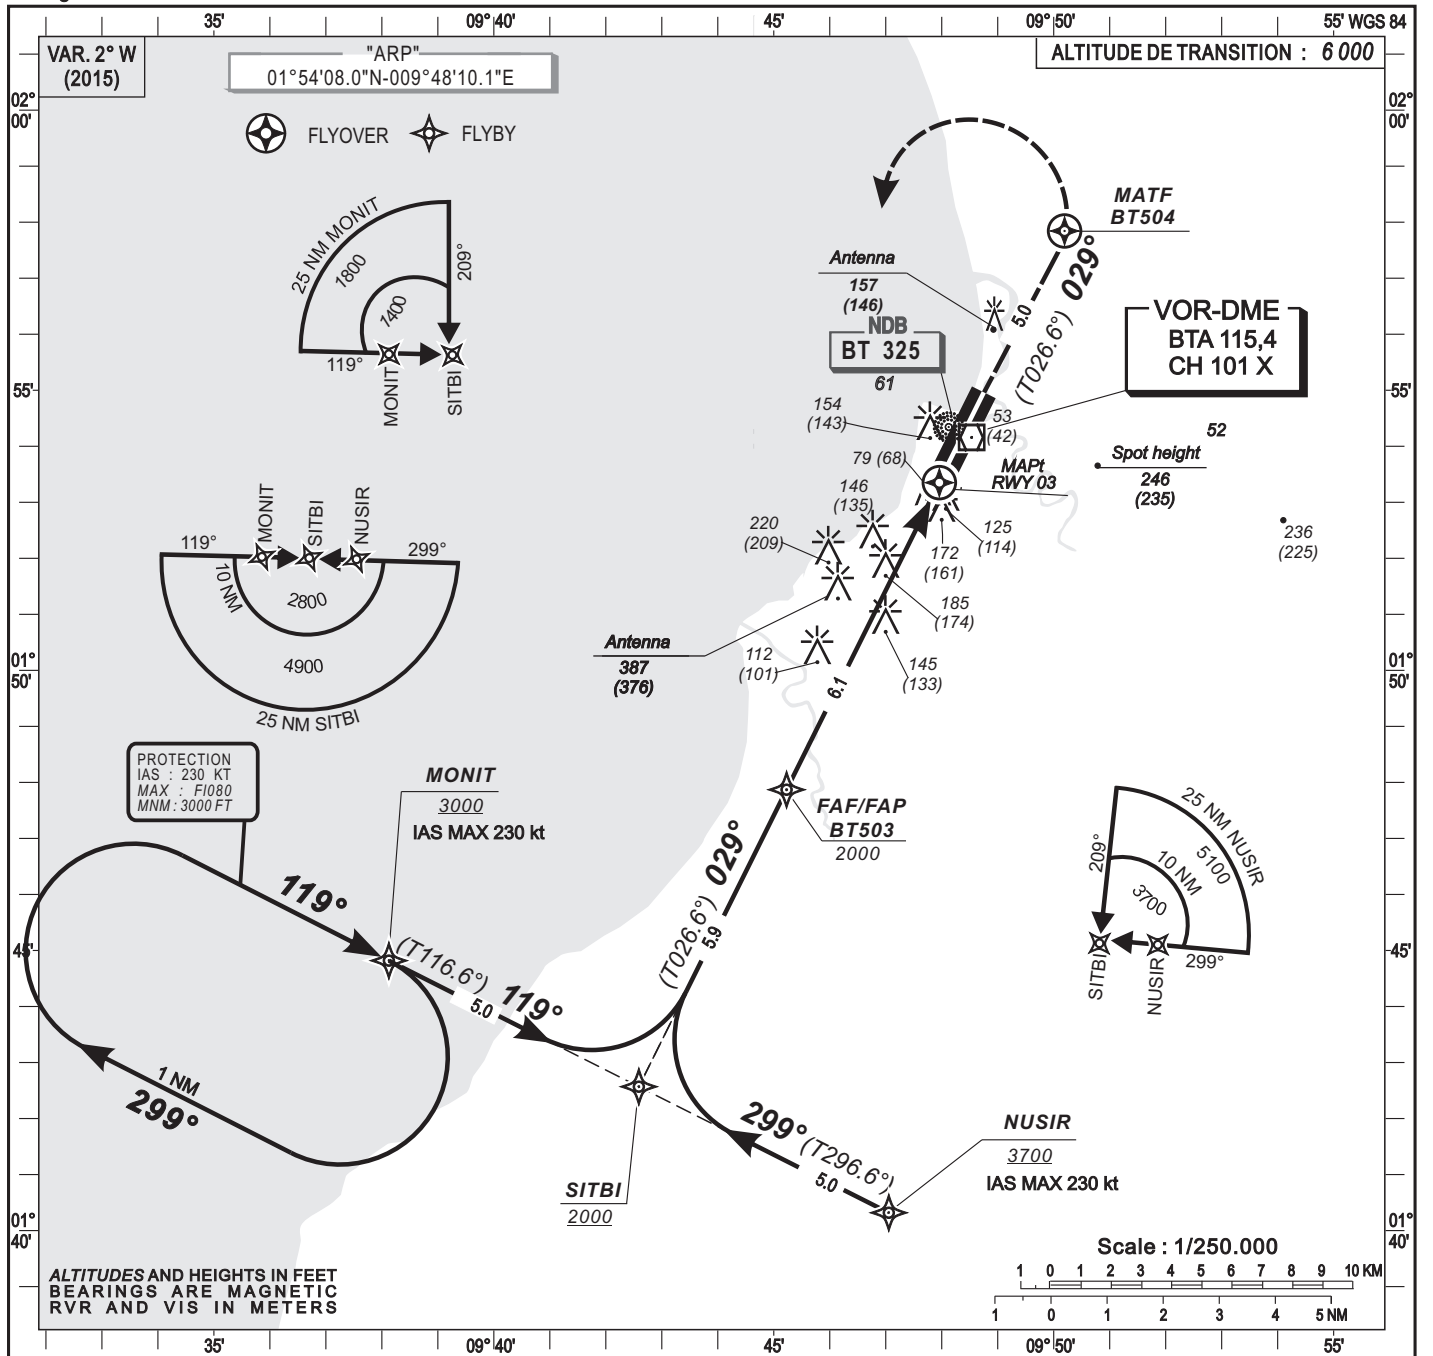 35'
09°40'
45'
09°50'
55' WGS 84
VAR. 2° W
(2015)
"ARP"
01°54'08.0"N-009°48'10.1"E
ALTITUDE DE TRANSITION : 6 000
02°
00'
02°
00'
FLYOVER
FLYBY
MATF
BT504
25 NM MONIT
1800
1400
209°
119°
MONIT
SITBI
Antenna
157
(146)
5.0
(T026.6°) 029°
NDB
BT 325
61
VOR-DME
BTA 115,4
CH 101 X
55'
55'
154
(143)
53
(42)
52
79 (68)
MAPt
RWY 03
Spot height
246
(235)
146
(135)
220
(209)
125
(114)
172
(161)
236
(225)
185
(174)
145
(133)
112
(101)
Antenna
387
(376)
119°
MONIT
SITBI
NUSIR
299°
10 NM
2800
4900
25 NM SITBI
01°
50'
01°
50'
6.1
PROTECTION
IAS : 230 KT
MAX : Fl080
MNM : 3000 FT
MONIT
3000
IAS MAX 230 kt
FAF/FAP
BT503
2000
25 NM NUSIR
5100
10 NM
3700
209°
299°
SITBI
NUSIR
(T026.6°) 029°
5.9
119°
45'
45'
(T116.6°) 119°
5.0
1 NM
299°
299° (T296.6°)
5.0
NUSIR
3700
IAS MAX 230 kt
SITBI
2000
01°
40'
01°
40'
Scale : 1/250.000
1 0 1 2 3 4 5 6 7 8 9 10 KM
1 0 1 2 3 4 5 NM
ALTITUDES AND HEIGHTS IN FEET
BEARINGS ARE MAGNETIC
RVR AND VIS IN METERS
35'
09°40'
45'
09°50'
55'